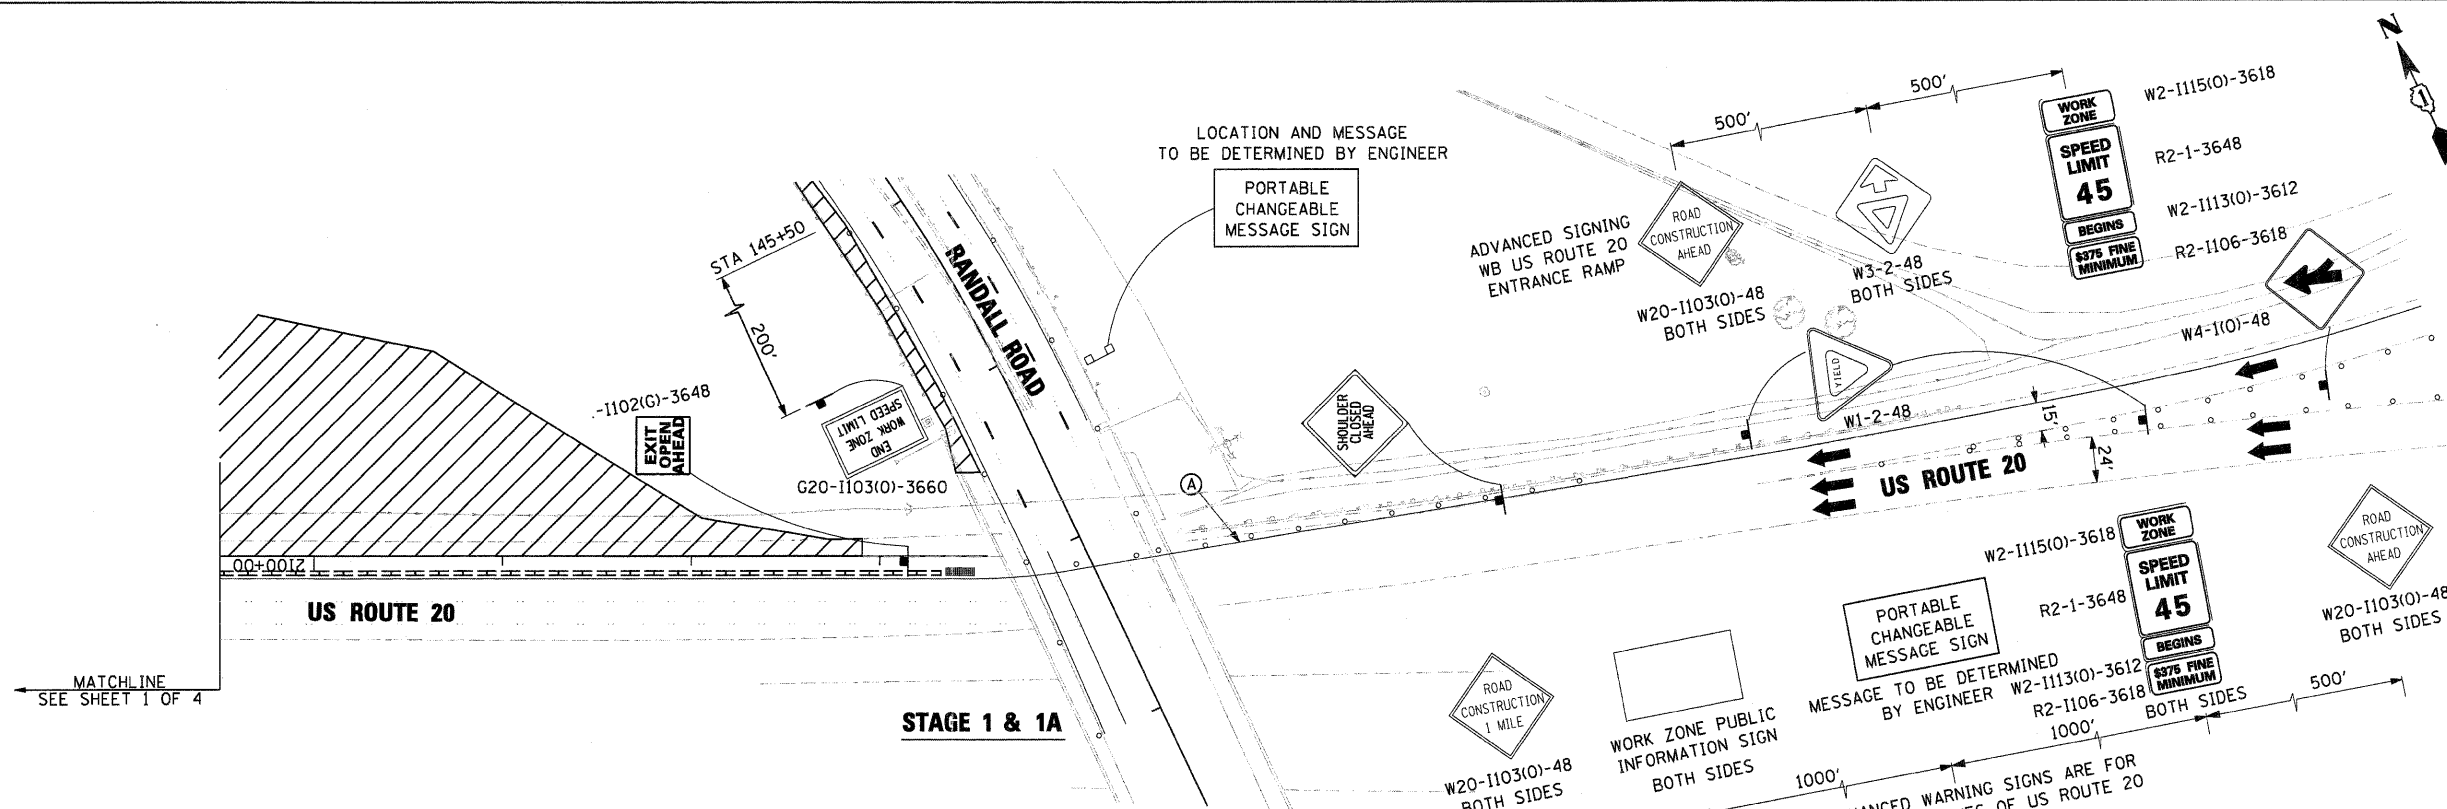 LOCATION AND MESSAGE
TO BE DETERMINED BY ENGINEER
PORTABLE
CHANGEABLE
MESSAGE SIGN
500'
500'
N
1
WORK
ZONE
SPEED
LIMIT
45
BEGINS
$375 FINE
MINIMUM
W2-I115(O)-3618
R2-1-3648
W2-I113(O)-3612
R2-I106-3618
ADVANCED SIGNING
WB US ROUTE 20
ENTRANCE RAMP
ROAD
CONSTRUCTION
AHEAD
W20-I103(O)-48
BOTH SIDES
W3-2-48
BOTH SIDES
W4-1(O)-48
STA 145+50
200'
RANDALL ROAD
-I102(G)-3648
EXIT
OPEN
AHEAD
END
WORK ZONE
SPEED LIMIT
G20-I103(O)-3660
SHOULDER
CLOSED
AHEAD
A
YIELD
W1-2-48
15'
24'
US ROUTE 20
2100+00
US ROUTE 20
MATCHLINE
SEE SHEET 1 OF 4
STAGE 1 & 1A
ROAD
CONSTRUCTION
1 MILE
W20-I103(O)-48
BOTH SIDES
WORK ZONE PUBLIC
INFORMATION SIGN
BOTH SIDES
PORTABLE
CHANGEABLE
MESSAGE SIGN
MESSAGE TO BE DETERMINED
BY ENGINEER
W2-I115(O)-3618
R2-1-3648
W2-I113(O)-3612
R2-I106-3618
WORK
ZONE
SPEED
LIMIT
45
BEGINS
$375 FINE
MINIMUM
BOTH SIDES
ROAD
CONSTRUCTION
AHEAD
W20-I103(O)-48
BOTH SIDES
500'
1000'
1000'
WARNING SIGNS ARE FOR
OF US ROUTE 20